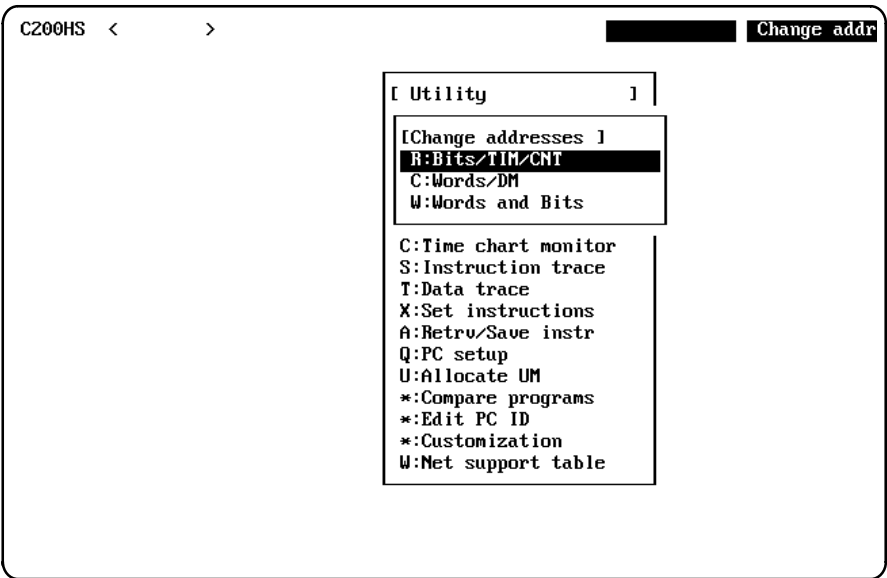 C200HS < > Change addr
[ Utility ]
[Change addresses ]
R:Bits/TIM/CNT
C:Words/DM
W:Words and Bits
C:Time chart monitor
S:Instruction trace
T:Data trace
X:Set instructions
A:Retrv/Save instr
Q:PC setup
U:Allocate UM
*:Compare programs
*:Edit PC ID
*:Customization
W:Net support table